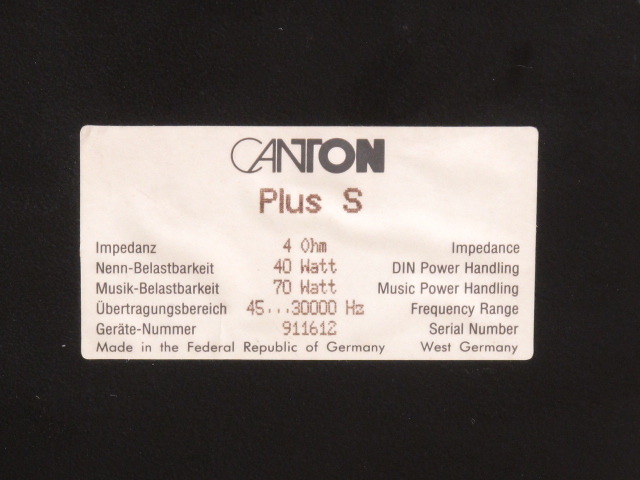 CANTON
Plus S
Impedanz 4 Ohm Impedance
Nenn-Belastbarkeit 40 Watt DIN Power Handling
Musik-Belastbarkeit 70 Watt Music Power Handling
Übertragungsbereich 45...30000 Hz Frequency Range
Geräte-Nummer 911612 Serial Number
Made in the Federal Republic of Germany West Germany